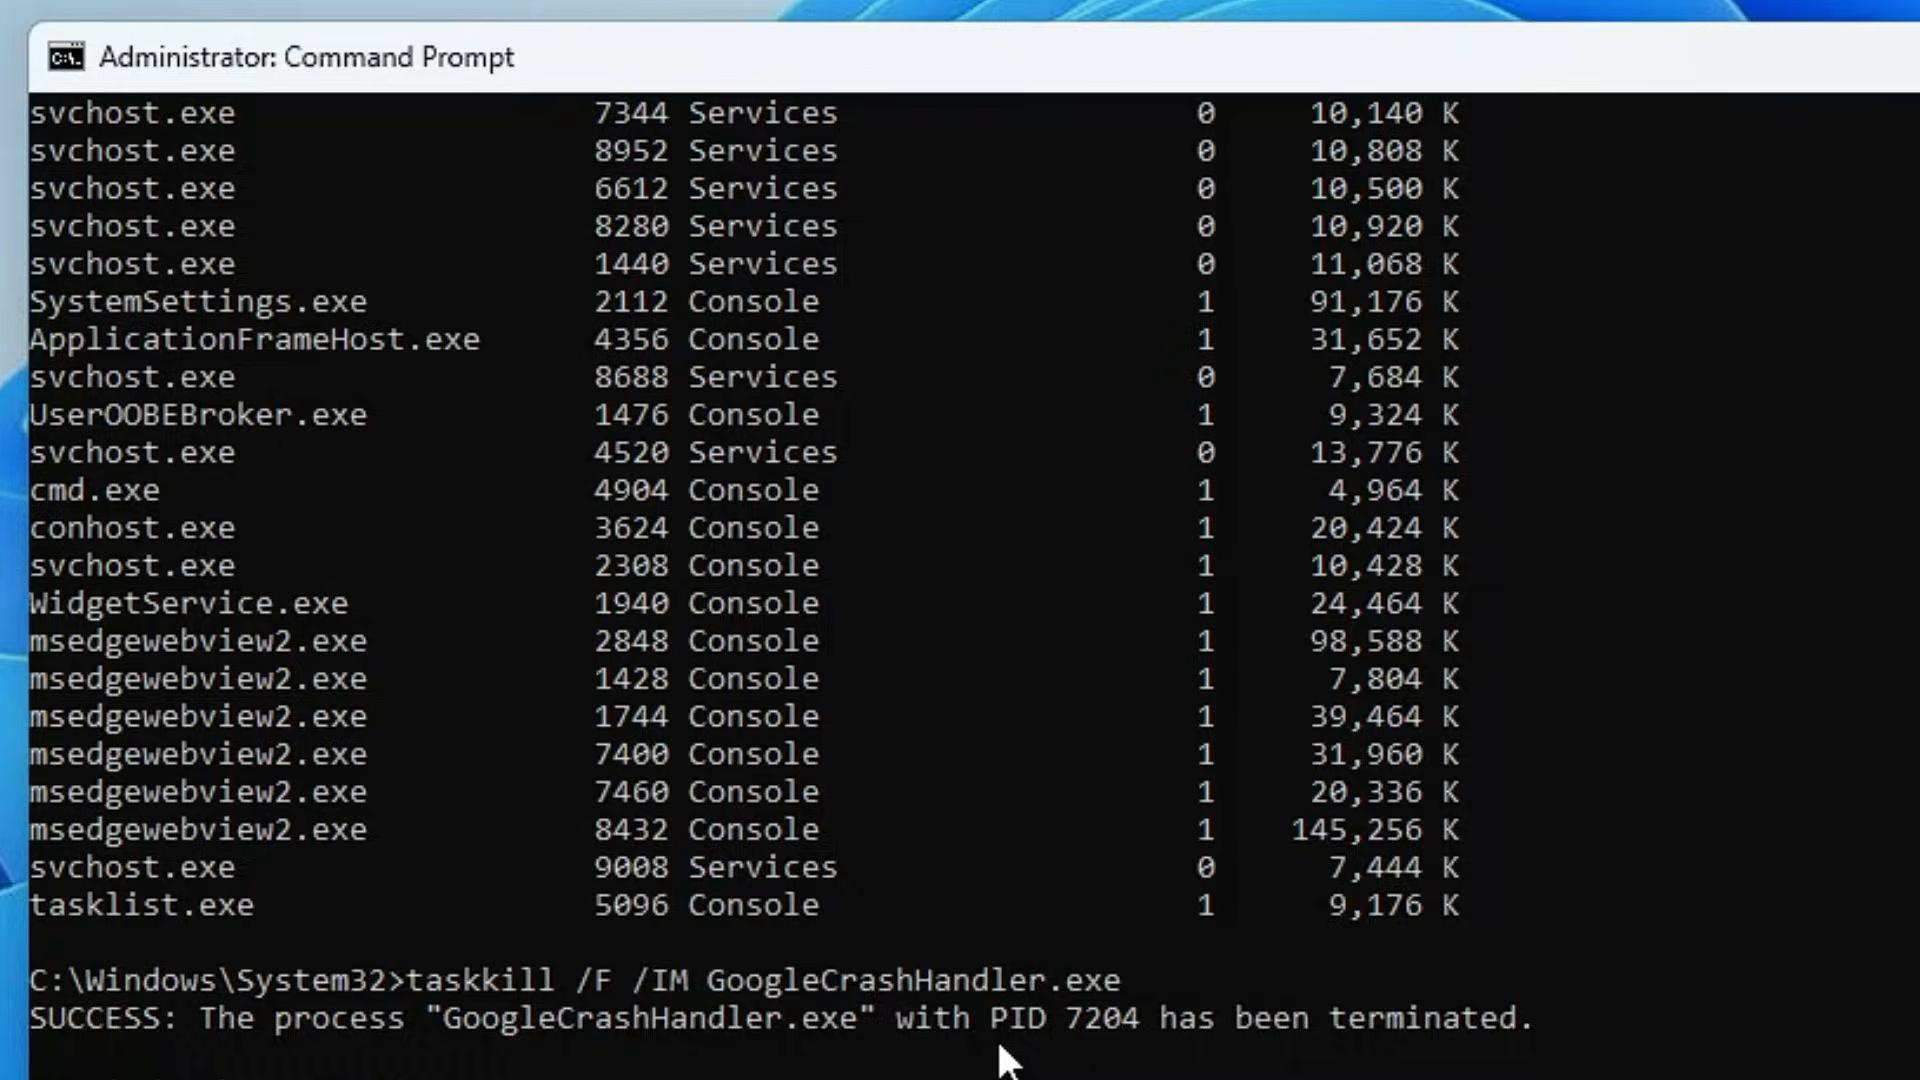 Administrator: Command Prompt
svchost.exe 7344 Services 0 10,140 K
svchost.exe 8952 Services 0 10,808 K
svchost.exe 6612 Services 0 10,500 K
svchost.exe 8280 Services 0 10,920 K
svchost.exe 1440 Services 0 11,068 K
SystemSettings.exe 2112 Console 1 91,176 K
ApplicationFrameHost.exe 4356 Console 1 31,652 K
svchost.exe 8688 Services 0 7,684 K
UserOOBEBroker.exe 1476 Console 1 9,324 K
svchost.exe 4520 Services 0 13,776 K
cmd.exe 4904 Console 1 4,964 K
conhost.exe 3624 Console 1 20,424 K
svchost.exe 2308 Console 1 10,428 K
WidgetService.exe 1940 Console 1 24,464 K
msedgewebview2.exe 2848 Console 1 98,588 K
msedgewebview2.exe 1428 Console 1 7,804 K
msedgewebview2.exe 1744 Console 1 39,464 K
msedgewebview2.exe 7400 Console 1 31,960 K
msedgewebview2.exe 7460 Console 1 20,336 K
msedgewebview2.exe 8432 Console 1 145,256 K
svchost.exe 9008 Services 0 7,444 K
tasklist.exe 5096 Console 1 9,176 K
C:\Windows\System32>taskkill /F /IM GoogleCrashHandler.exe
SUCCESS: The process "GoogleCrashHandler.exe" with PID 7204 has been terminated.